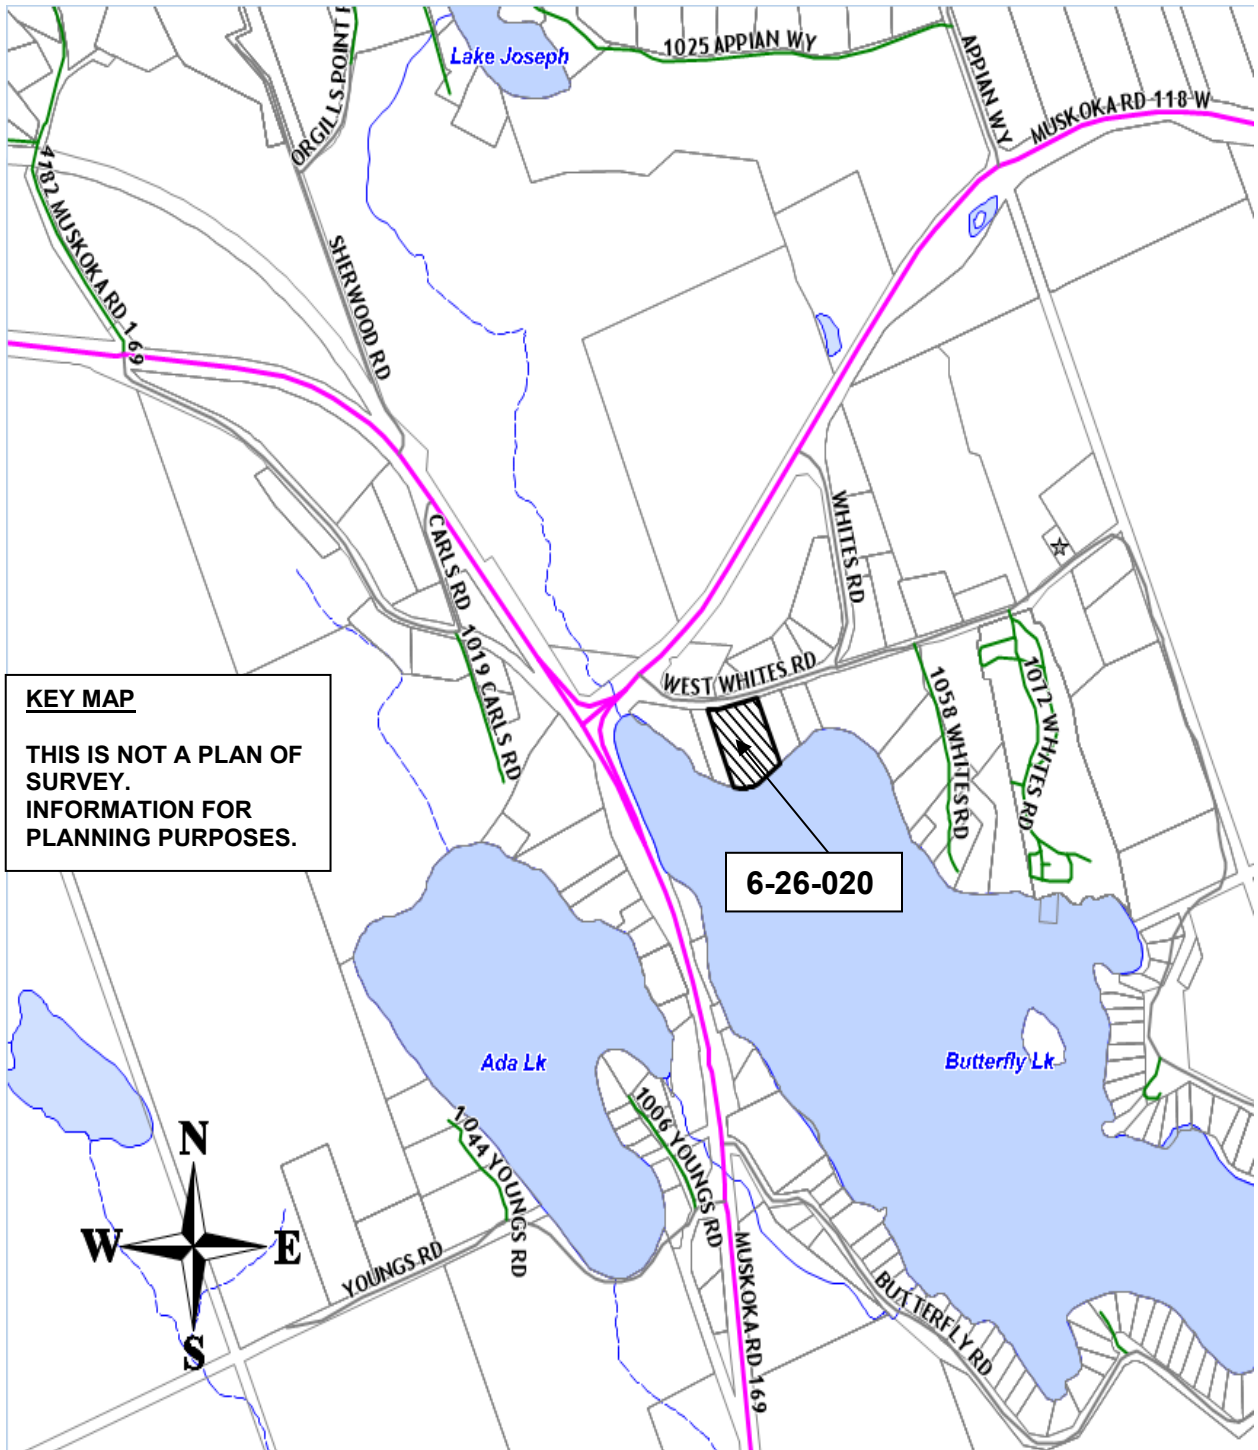 Lake Joseph
1025 APPIAN WY
APPIAN WY
MUSKOKA RD 118 W
ORGILLS POINT
4182 MUSKOKA RD 169
SHERWOOD RD
CARLS RD
1019 CARLS RD
WHITES RD
WEST WHITES RD
1058 WHITES RD
1072 WHITES RD
KEY MAP
THIS IS NOT A PLAN OF
SURVEY.
INFORMATION FOR
PLANNING PURPOSES.
6-26-020
Ada Lk
Butterfly Lk
1044 YOUNGS RD
1006 YOUNGS RD
YOUNGS RD
MUSKOKA RD 169
BUTTERFLY RD
N
W
E
S